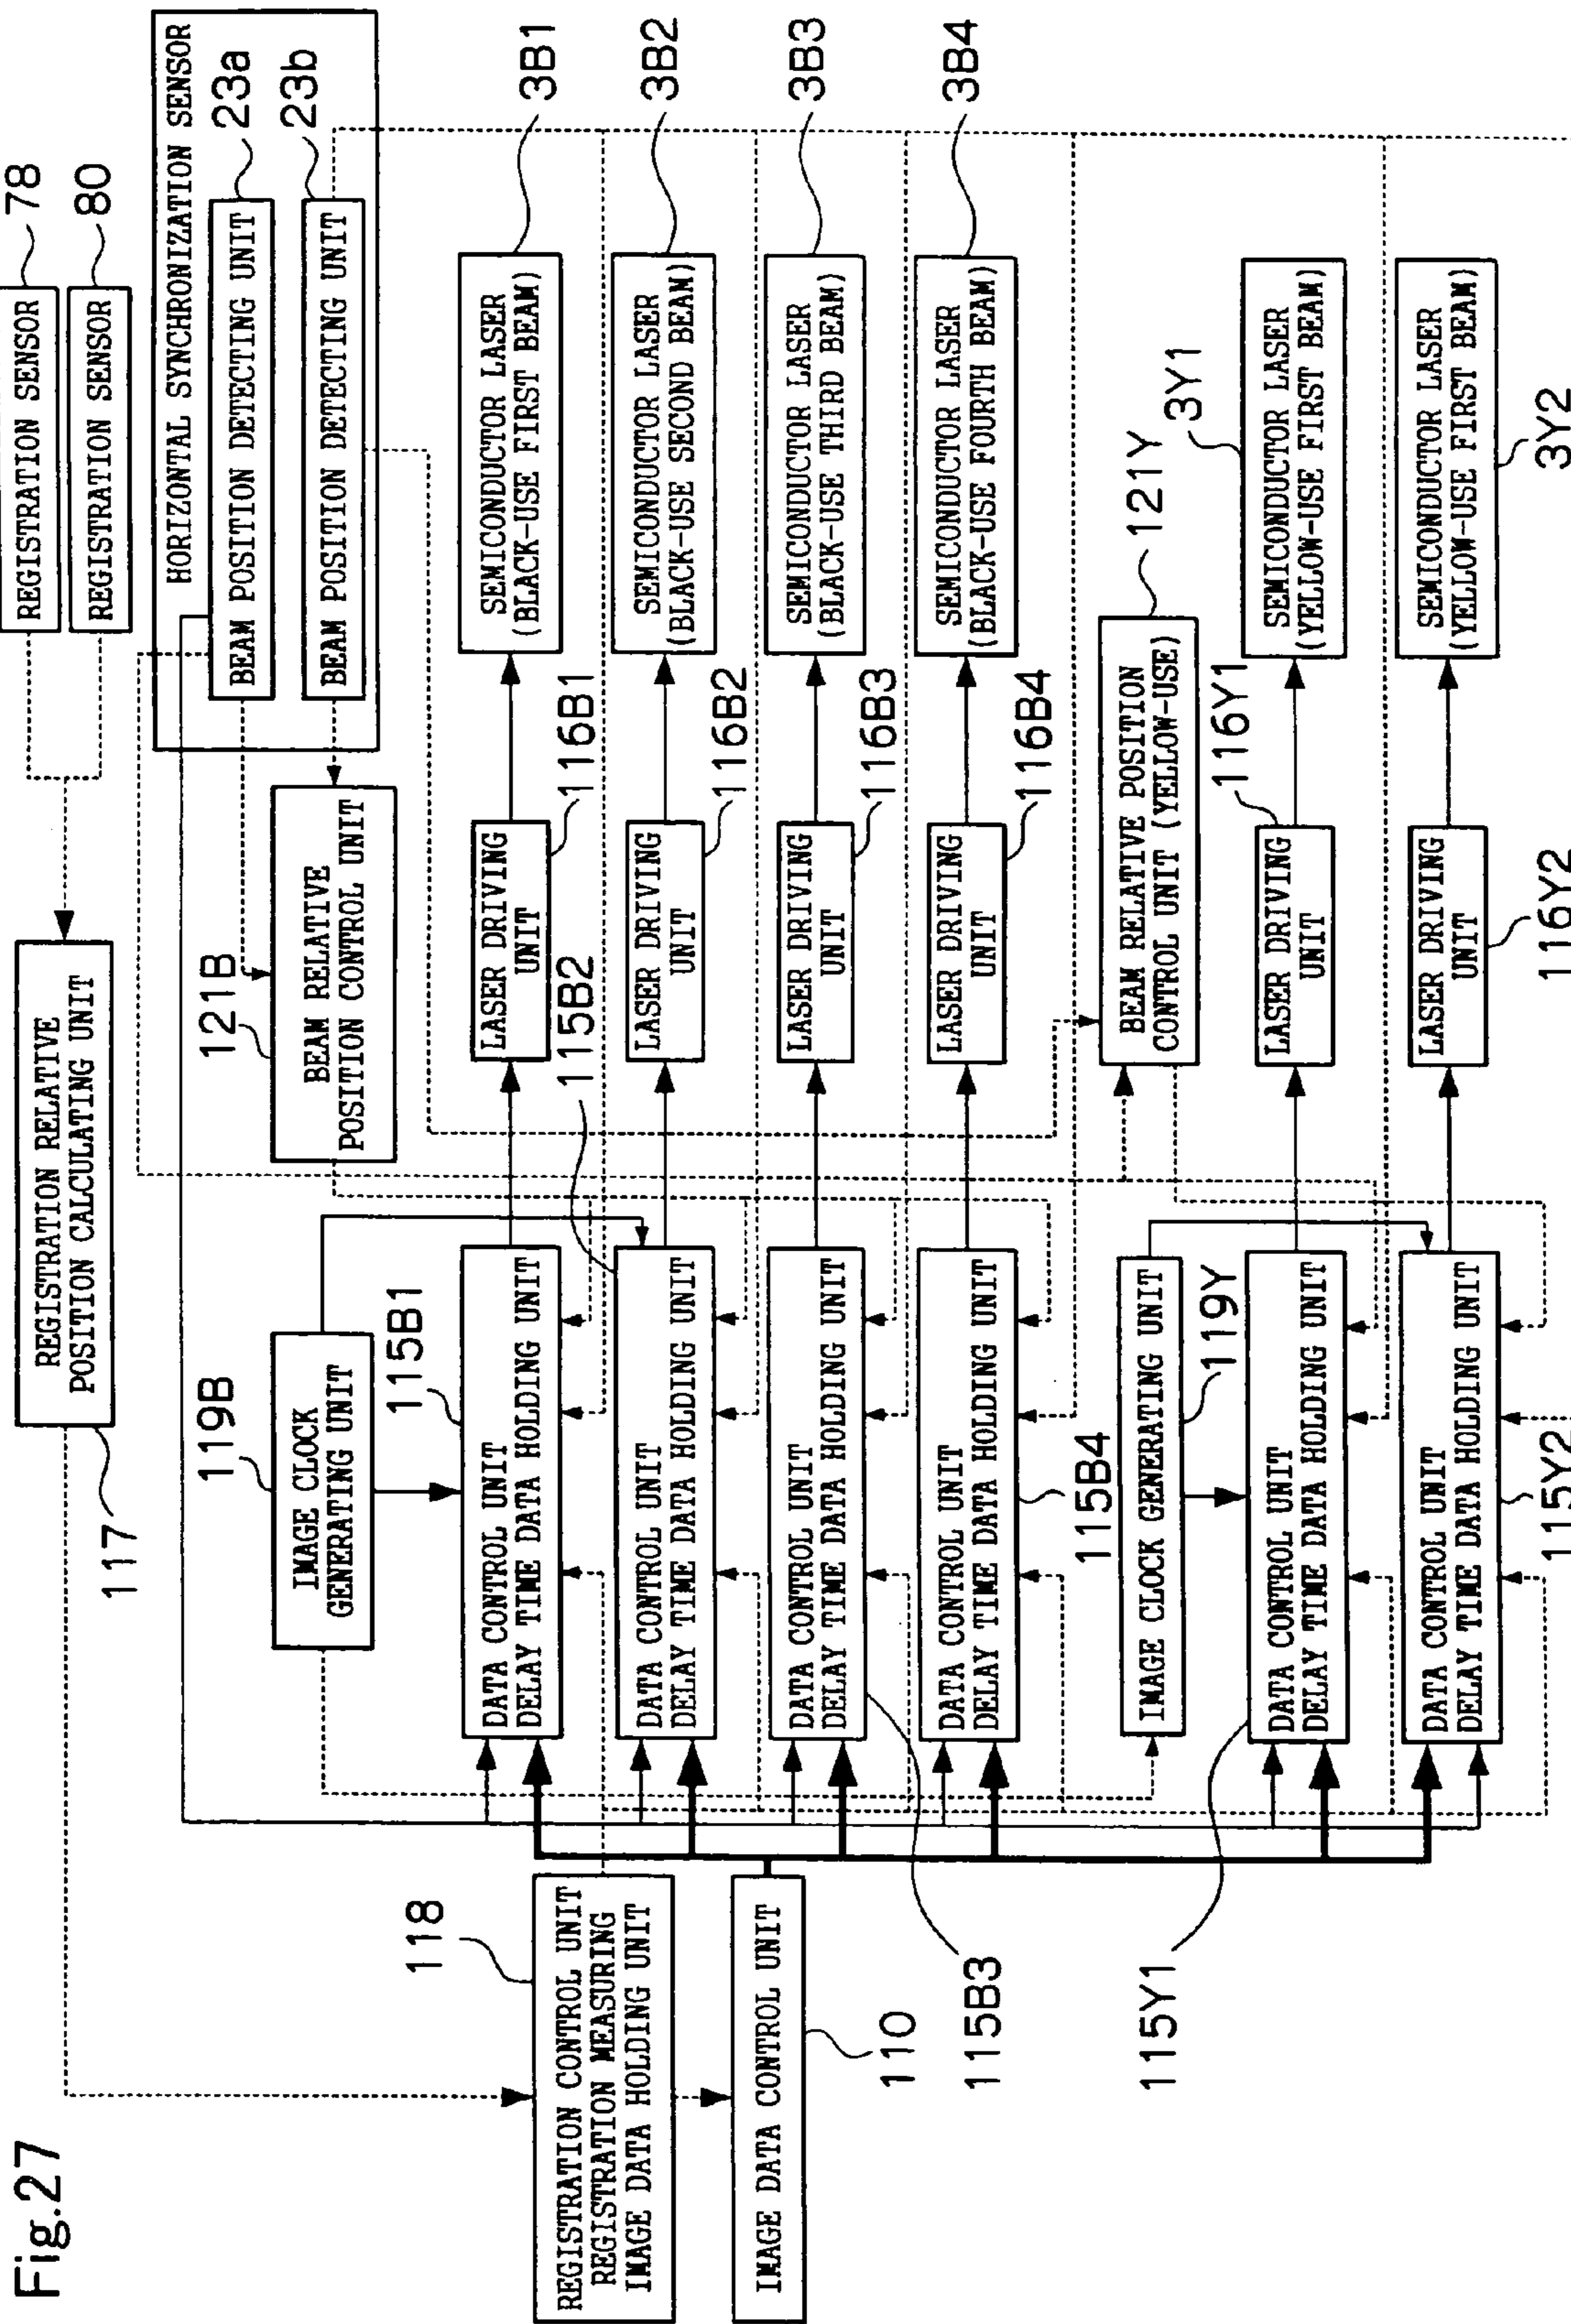 Fig.27
REGISTRATION SENSOR
78
REGISTRATION SENSOR
80
REGISTRATION RELATIVE
POSITION CALCULATING UNIT
117
HORIZONTAL SYNCHRONIZATION SENSOR
BEAM POSITION DETECTING UNIT
23a
BEAM POSITION DETECTING UNIT
23b
121B
BEAM RELATIVE
POSITION CONTROL UNIT
119B
IMAGE CLOCK
GENERATING UNIT
118
REGISTRATION CONTROL UNIT
REGISTRATION MEASURING
IMAGE DATA HOLDING UNIT
IMAGE DATA CONTROL UNIT
110
115B1
DATA CONTROL UNIT
DELAY TIME DATA HOLDING UNIT
LASER DRIVING
UNIT
116B1
SEMICONDUCTOR LASER
(BLACK-USE FIRST BEAM)
3B1
115B2
DATA CONTROL UNIT
DELAY TIME DATA HOLDING UNIT
LASER DRIVING
UNIT
116B2
SEMICONDUCTOR LASER
(BLACK-USE SECOND BEAM)
3B2
DATA CONTROL UNIT
DELAY TIME DATA HOLDING UNIT
115B3
LASER DRIVING
UNIT
116B3
SEMICONDUCTOR LASER
(BLACK-USE THIRD BEAM)
3B3
DATA CONTROL UNIT
DELAY TIME DATA HOLDING UNIT
115B4
LASER DRIVING
UNIT
116B4
SEMICONDUCTOR LASER
(BLACK-USE FOURTH BEAM)
3B4
IMAGE CLOCK GENERATING UNIT
119Y
BEAM RELATIVE POSITION
CONTROL UNIT (YELLOW-USE)
121Y
115Y1
DATA CONTROL UNIT
DELAY TIME DATA HOLDING UNIT
LASER DRIVING
UNIT
116Y1
SEMICONDUCTOR LASER
(YELLOW-USE FIRST BEAM)
3Y1
DATA CONTROL UNIT
DELAY TIME DATA HOLDING UNIT
115Y2
LASER DRIVING
UNIT
116Y2
SEMICONDUCTOR LASER
(YELLOW-USE FIRST BEAM)
3Y2